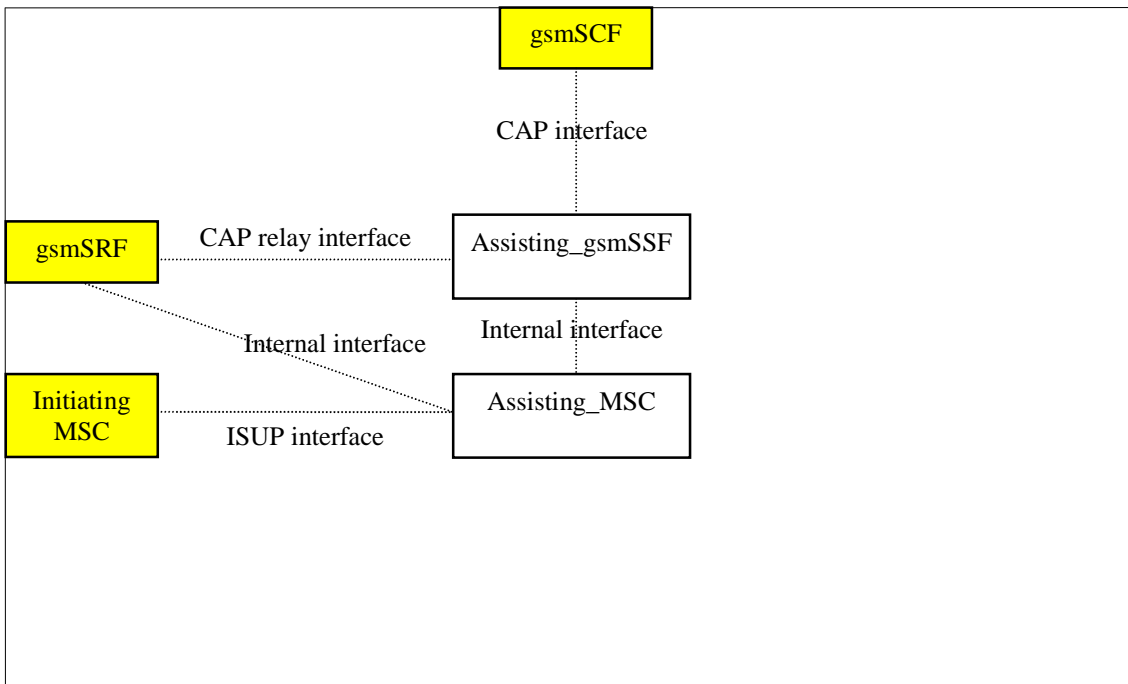 gsmSCF
CAP interface
CAP relay interface
gsmSRF
Assisting_gsmSSF
Internal interface
Internal interface
Initiating
MSC
Assisting_MSC
ISUP interface